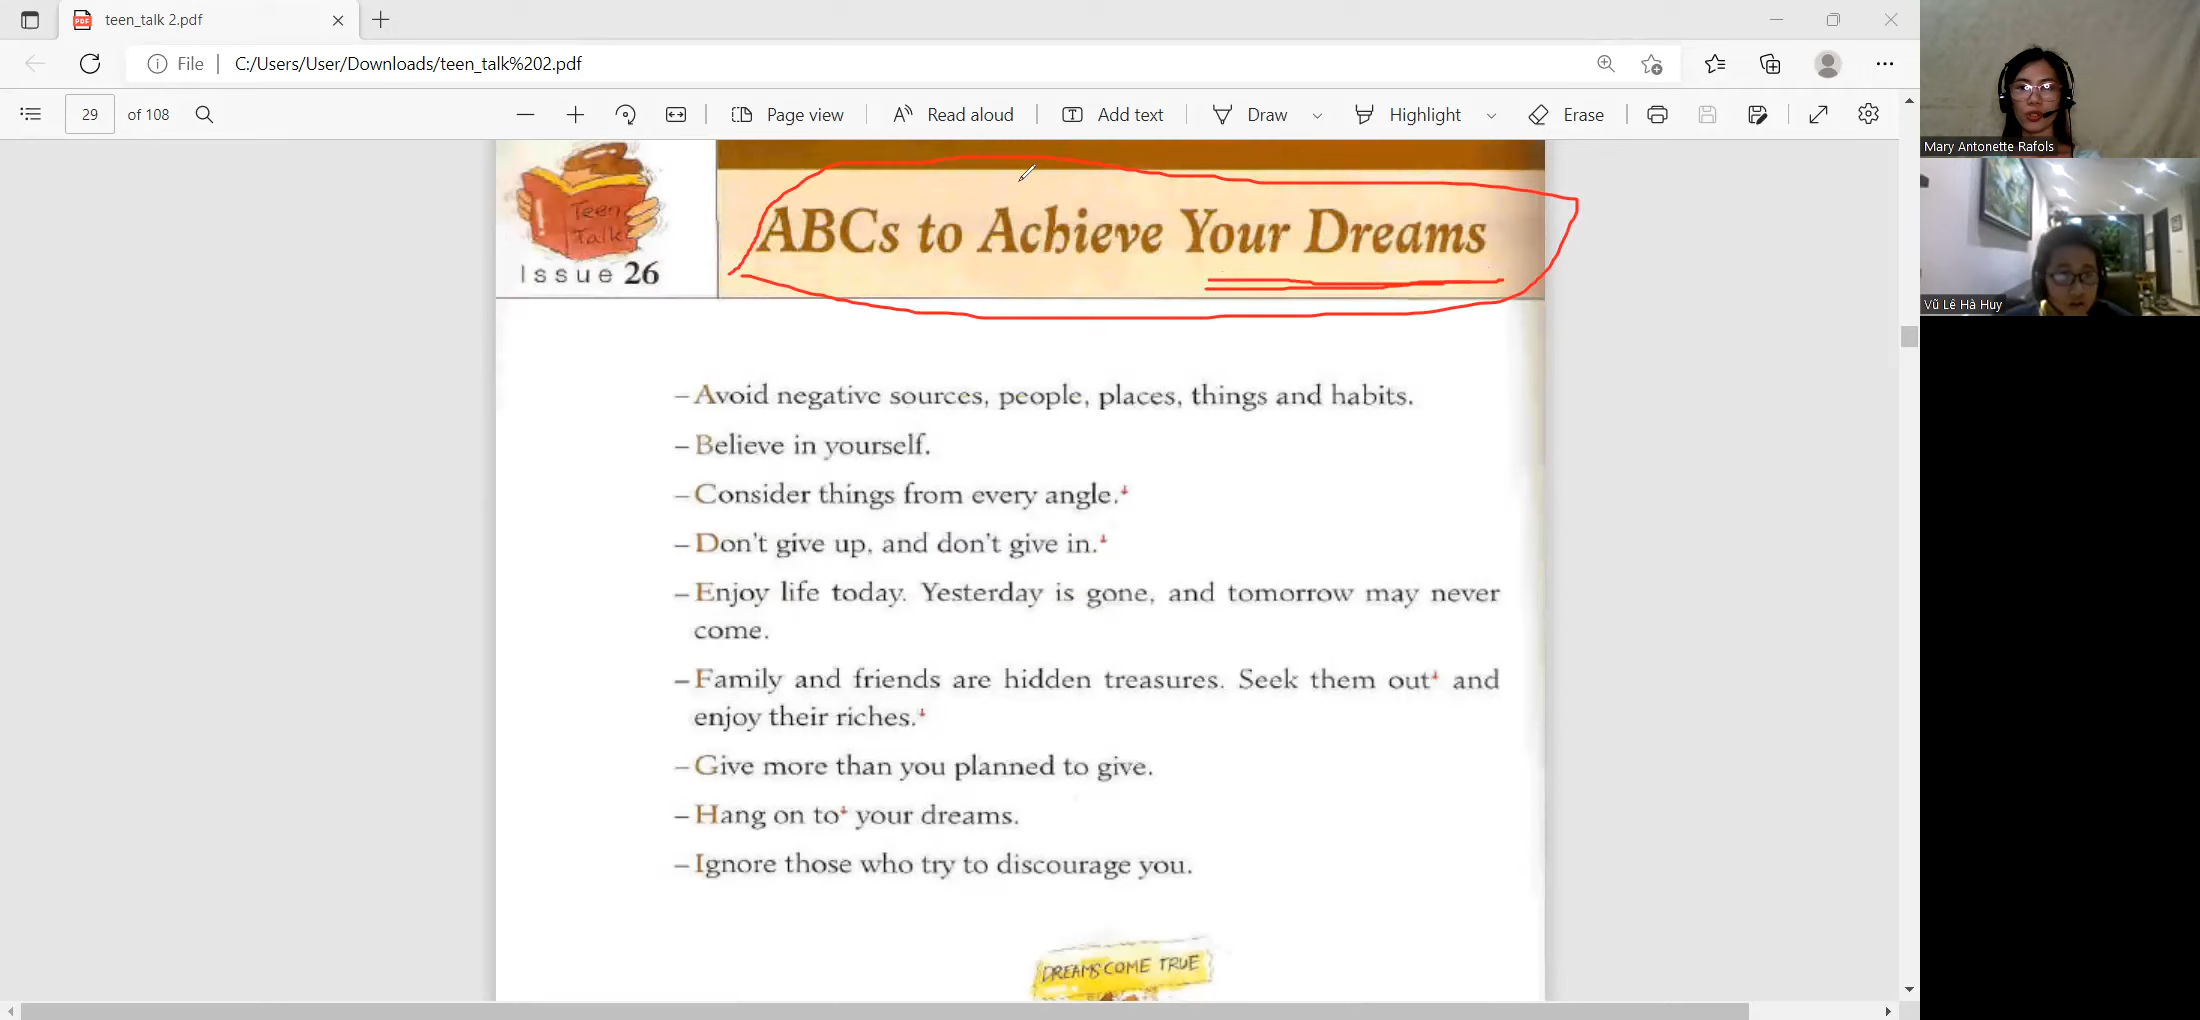 teen_talk 2.pdf
File C:/Users/User/Downloads/teen_talk%202.pdf
29 of 108 Page view Read aloud Add text Draw Highlight Erase
Mary Antonette Rafols
Teen
Talk
Issue 26
ABCs to Achieve Your Dreams
Vũ Lê Hà Huy
– Avoid negative sources, people, places, things and habits.
– Believe in yourself.
– Consider things from every angle.
– Don't give up, and don't give in.
– Enjoy life today. Yesterday is gone, and tomorrow may never
come.
– Family and friends are hidden treasures. Seek them out and
enjoy their riches.
– Give more than you planned to give.
– Hang on to your dreams.
– Ignore those who try to discourage you.
DREAMS COME TRUE